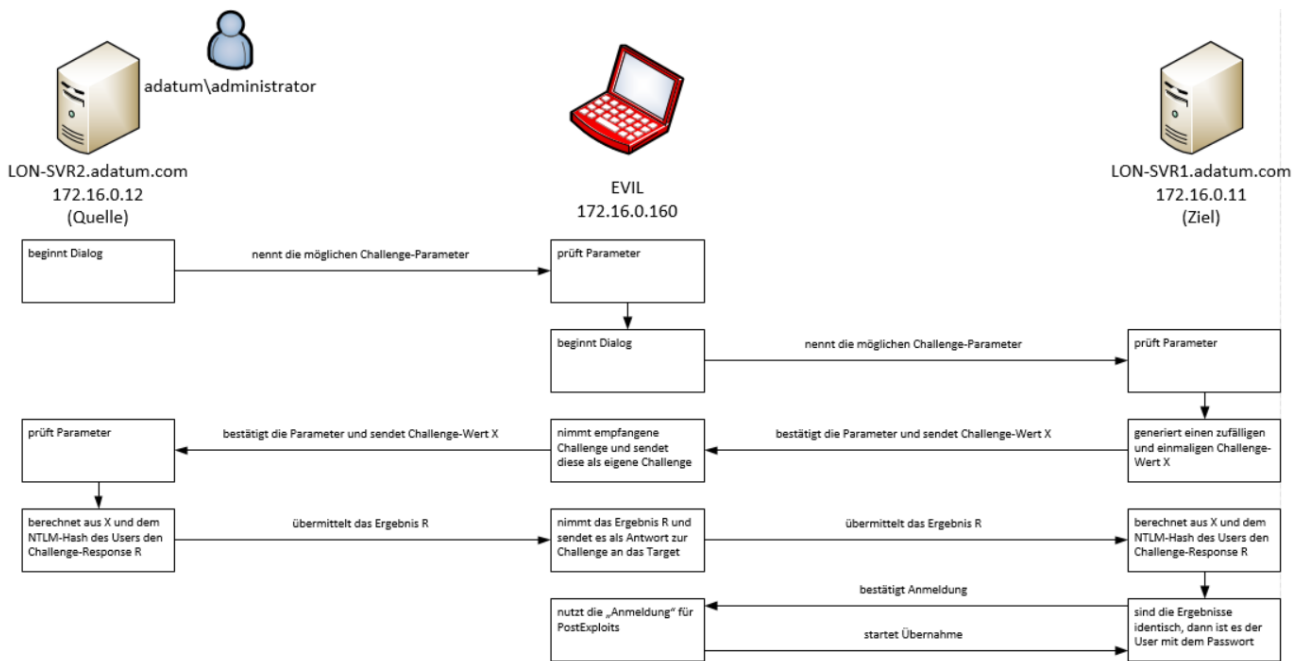 adatum\administrator
LON-SVR2.adatum.com
172.16.0.12
(Quelle)
EVIL
172.16.0.160
LON-SVR1.adatum.com
172.16.0.11
(Ziel)
beginnt Dialog
nennt die möglichen Challenge-Parameter
prüft Parameter
beginnt Dialog
nennt die möglichen Challenge-Parameter
prüft Parameter
prüft Parameter
bestätigt die Parameter und sendet Challenge-Wert X
nimmt empfangene
Challenge und sendet
diese als eigene Challenge
bestätigt die Parameter und sendet Challenge-Wert X
generiert einen zufälligen
und einmaligen Challenge-
Wert X
berechnet aus X und dem
NTLM-Hash des Users den
Challenge-Response R
übermittelt das Ergebnis R
nimmt das Ergebnis R und
sendet es als Antwort zur
Challenge an das Target
übermittelt das Ergebnis R
berechnet aus X und dem
NTLM-Hash des Users den
Challenge-Response R
bestätigt Anmeldung
nutzt die „Anmeldung“ für
PostExploits
startet Übernahme
sind die Ergebnisse
identisch, dann ist es der
User mit dem Passwort